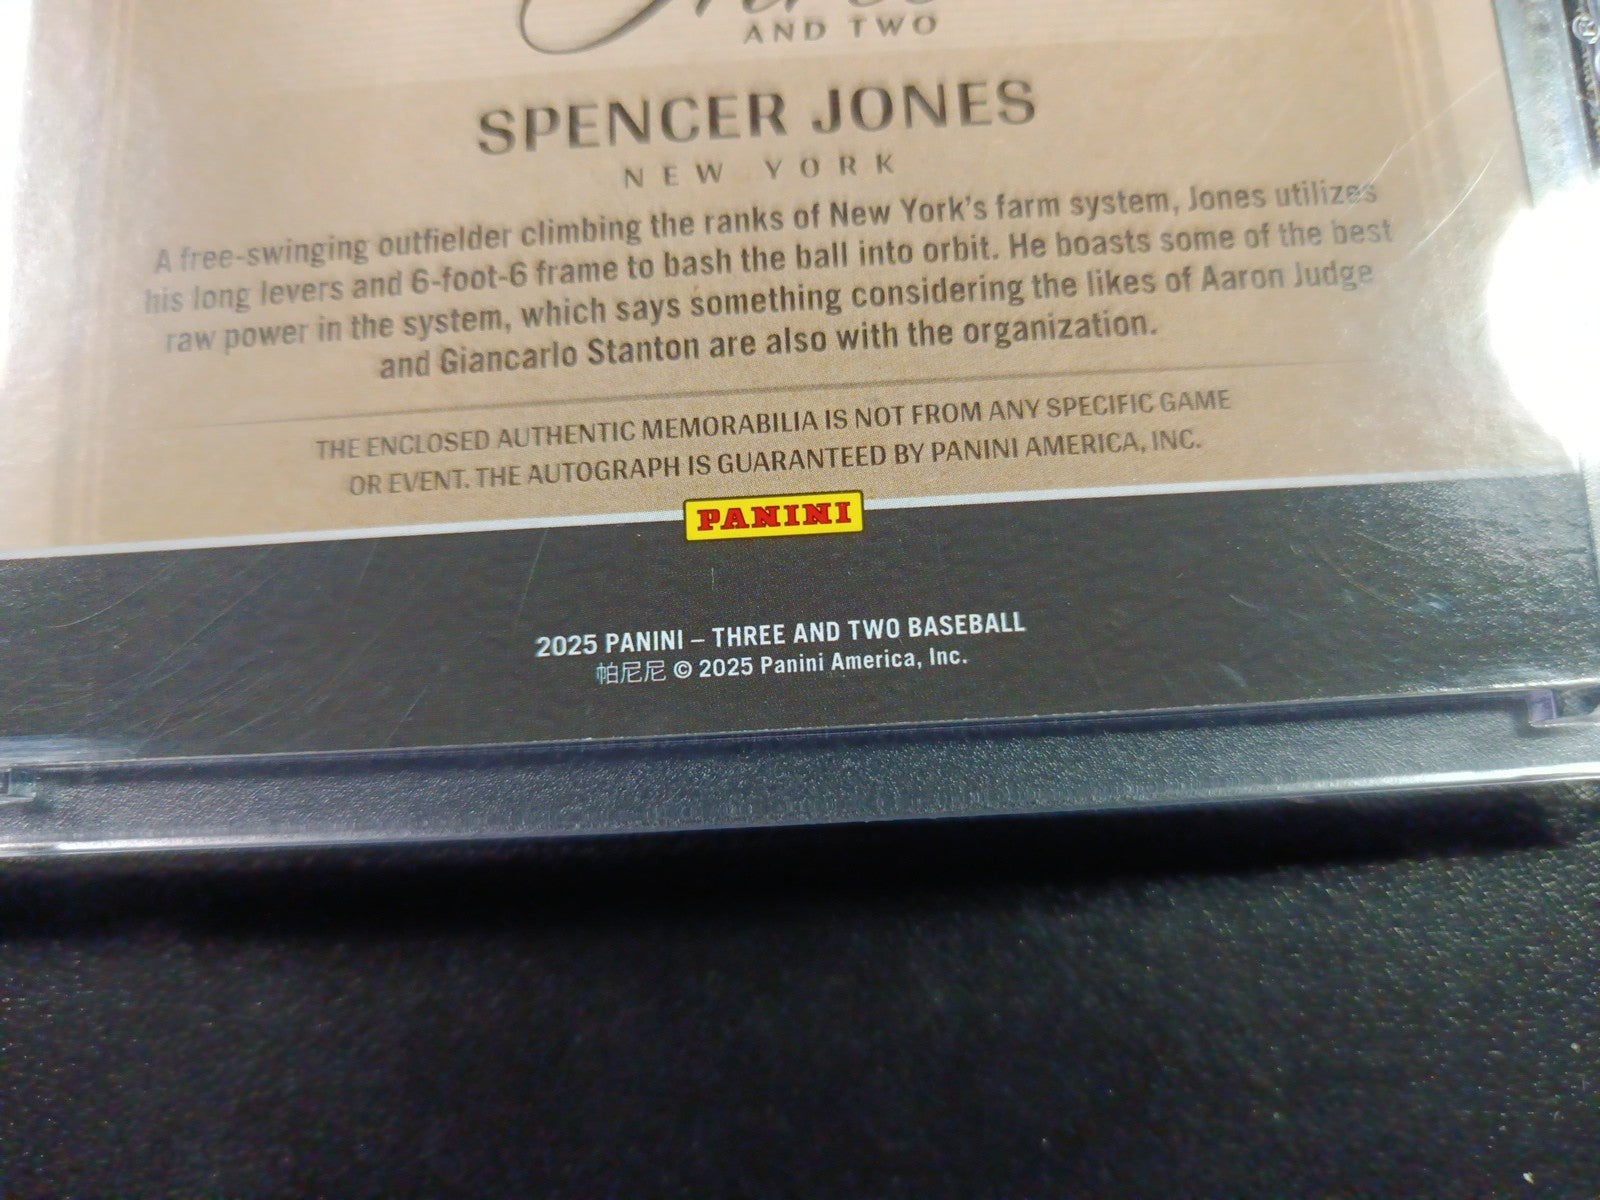 AND TWO
SPENCER JONES
NEW YORK
A free-swinging outfielder climbing the ranks of New York's farm system, Jones utilizes
his long levers and 6-foot-6 frame to bash the ball into orbit. He boasts some of the best
raw power in the system, which says something considering the likes of Aaron Judge
and Giancarlo Stanton are also with the organization.
THE ENCLOSED AUTHENTIC MEMORABILIA IS NOT FROM ANY SPECIFIC GAME
OR EVENT. THE AUTOGRAPH IS GUARANTEED BY PANINI AMERICA, INC.
PANINI
2025 PANINI – THREE AND TWO BASEBALL
帕尼尼 © 2025 Panini America, Inc.